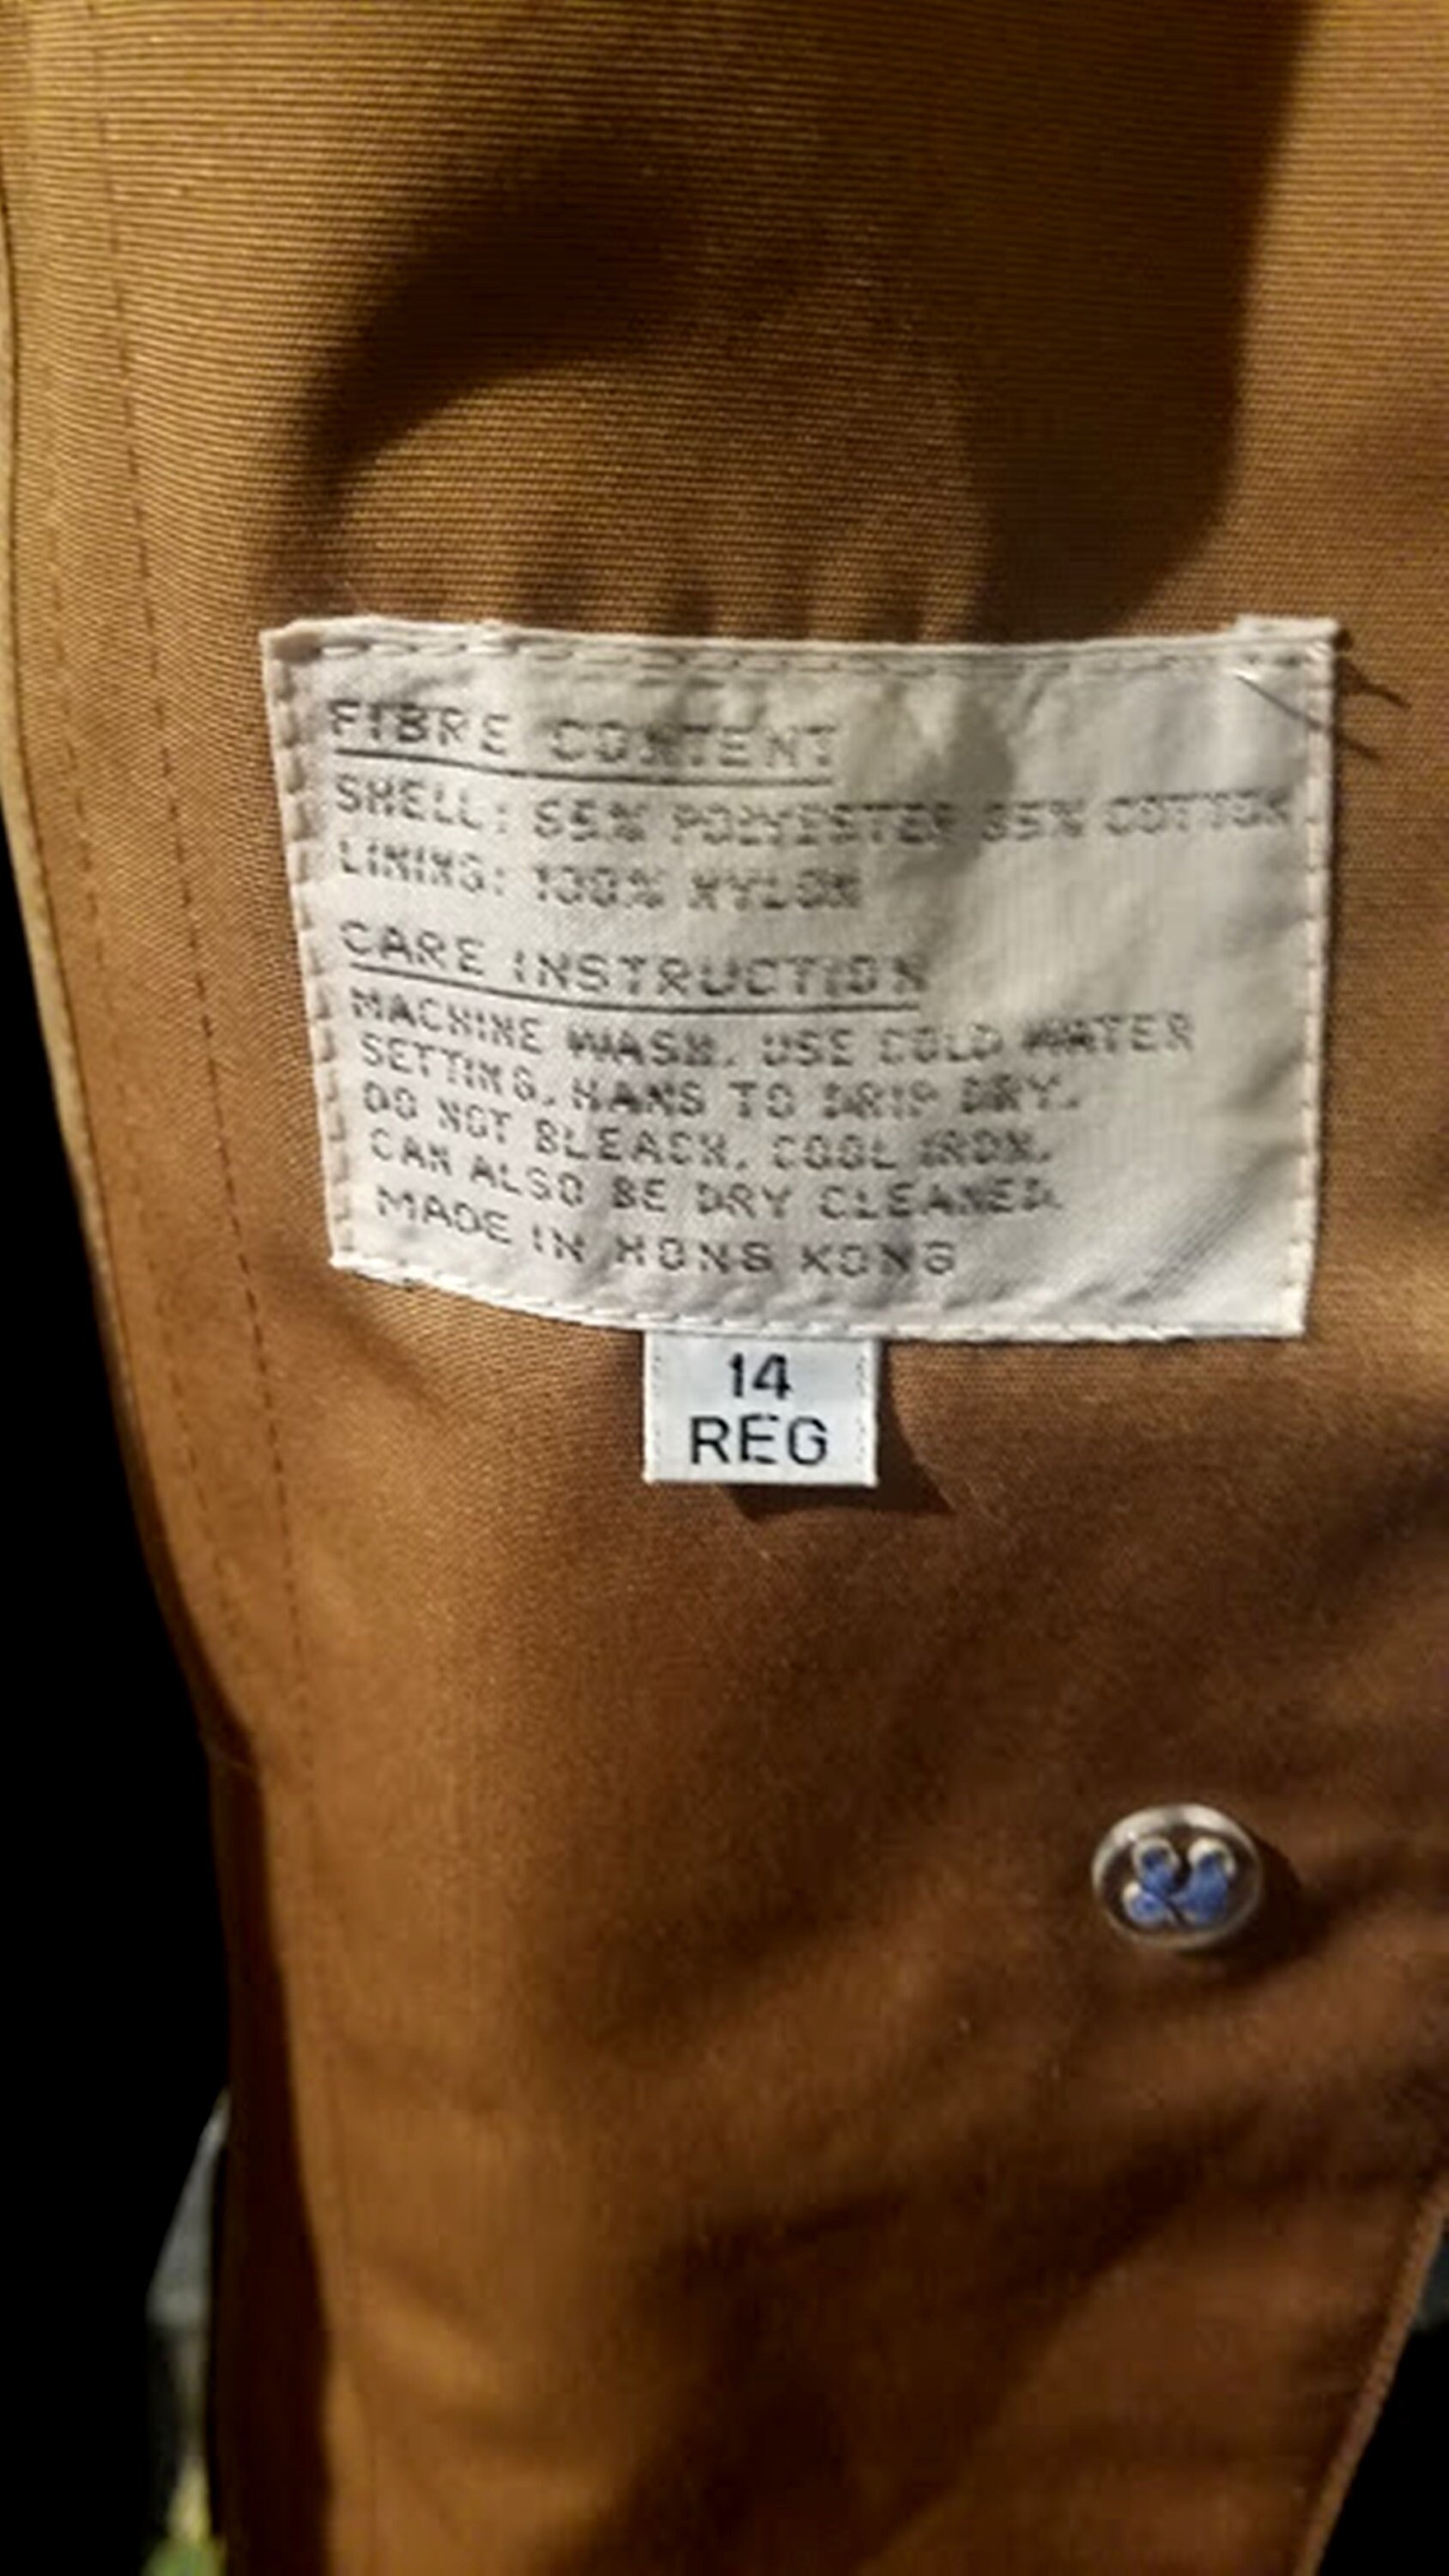 FIBRE CONTENT
SHELL: 65% POLYESTER 35% COTTON
LINING: 100% NYLON
CARE INSTRUCTION
MACHINE WASH. USE COLD WATER
SETTING. HANG TO DRIP DRY.
DO NOT BLEACH. COOL IRON.
CAN ALSO BE DRY CLEANED.
MADE IN HONG KONG
14
REG